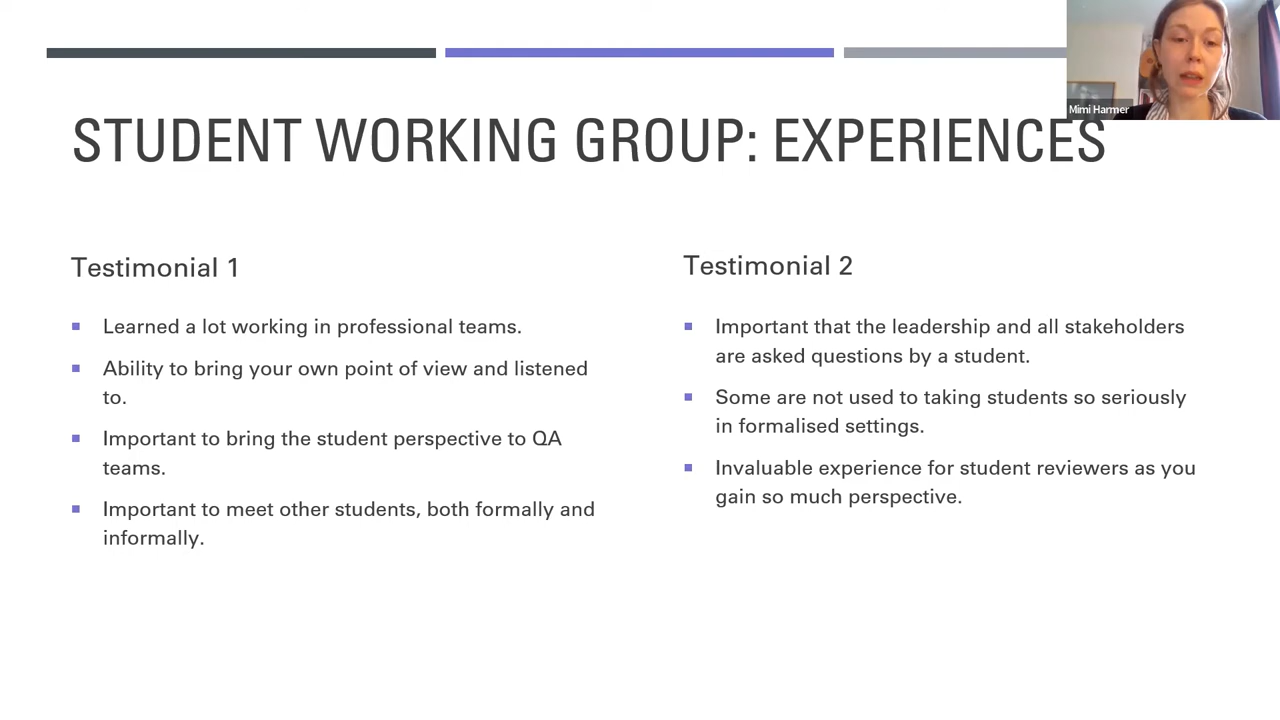 Mimi Harmer
STUDENT WORKING GROUP: EXPERIENCES
Testimonial 1
Learned a lot working in professional teams.
Ability to bring your own point of view and listened
to.
Important to bring the student perspective to QA
teams.
Important to meet other students, both formally and
informally.
Testimonial 2
Important that the leadership and all stakeholders
are asked questions by a student.
Some are not used to taking students so seriously
in formalised settings.
Invaluable experience for student reviewers as you
gain so much perspective.